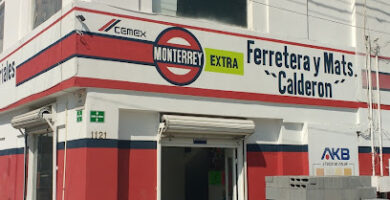 iales
CEMEX
MONTERREY
EXTRA
Ferretera y Mats.
"Calderon"
1121
AKB